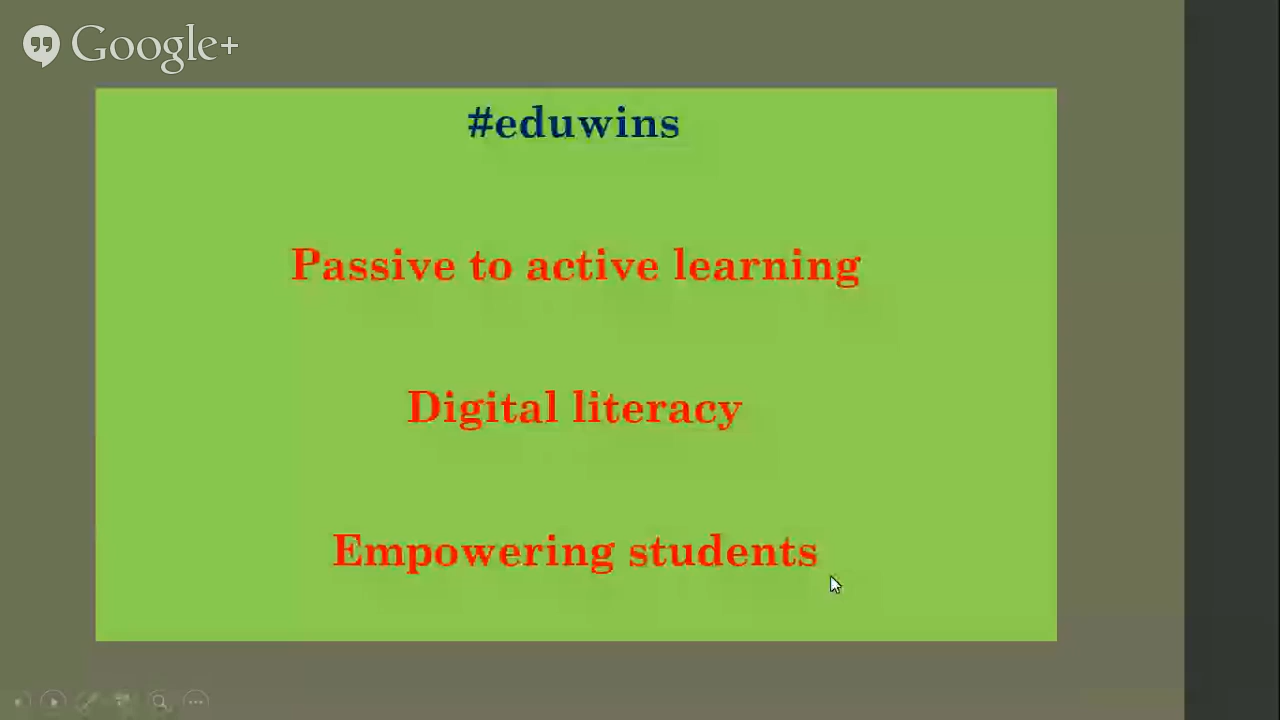 Google+
#eduwins
Passive to active learning
Digital literacy
Empowering students